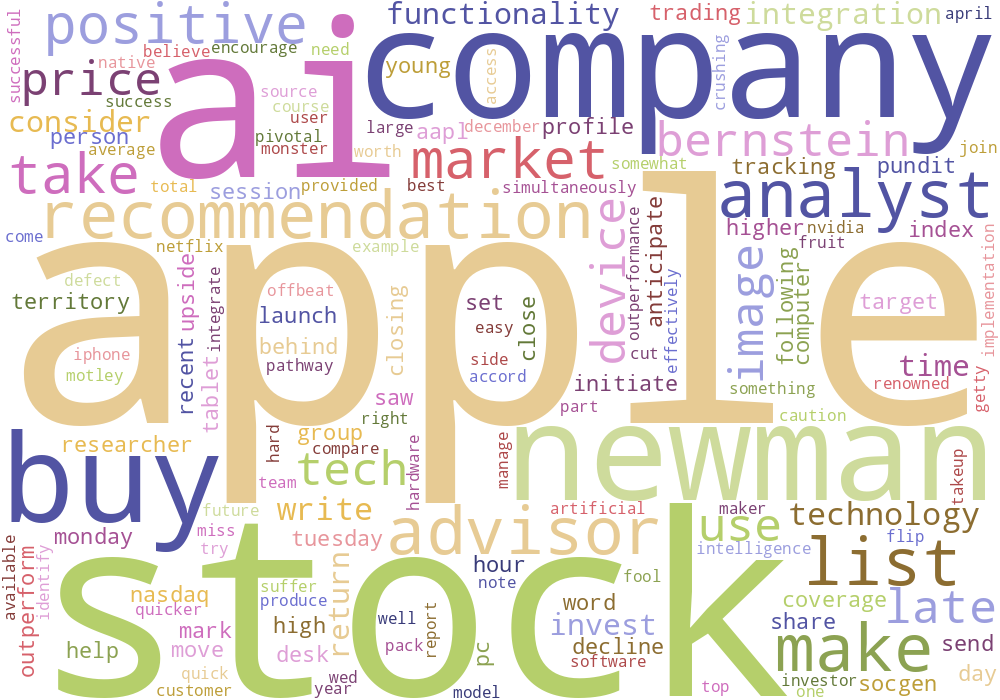 successful
positive
functionality
trading
integration
april
believe
encourage
need
native
price
success
ai
source
course
user
company
young
access
crushing
consider
person
average
pivotal
monster
large
aapl
december
profile
worth
bernstein
join
take
total
session
provided
best
market
somewhat
tracking
pundit
simultaneously
analyst
recommendation
come
netflix
example
device
outperformance
anticipate
higher
nvidia
fruit
index
implementation
defect
territory
upside
integrate
offbeat
launch
closing
set
easy
close
effectively
image
following
computer
target
apple
iphone
motley
recent
tablet
behind
pathway
side
accord
cut
initiate
something
time
renowned
getty
saw
right
part
caution
buy
researcher
hard
group
compare
hardware
manage
newman
takeup
team
tech
future
write
advisor
artificial
use
maker
technology
flip
monday
miss
try
tuesday
intelligence
list
available
identify
stock
hour
note
fool
nasdaq
quicker
suffer
produce
return
well
word
invest
coverage
late
outperform
help
mark
move
high
desk
pack
report
pc
decline
software
share
make
send
quick
customer
wed
year
model
top
investor
one
socgen
day